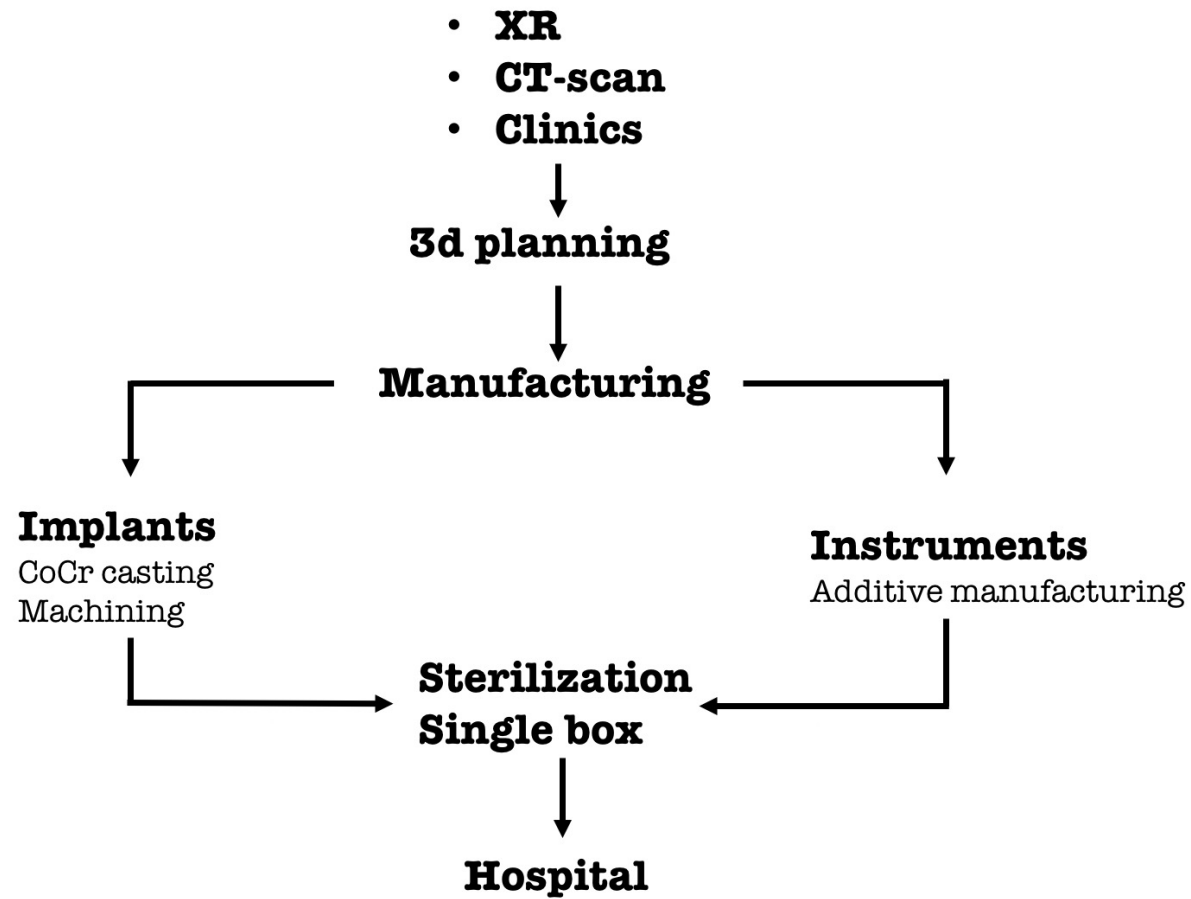 • XR
• CT-scan
• Clinics
3d planning
Manufacturing
Implants
CoCr casting
Machining
Instruments
Additive manufacturing
Sterilization
Single box
Hospital